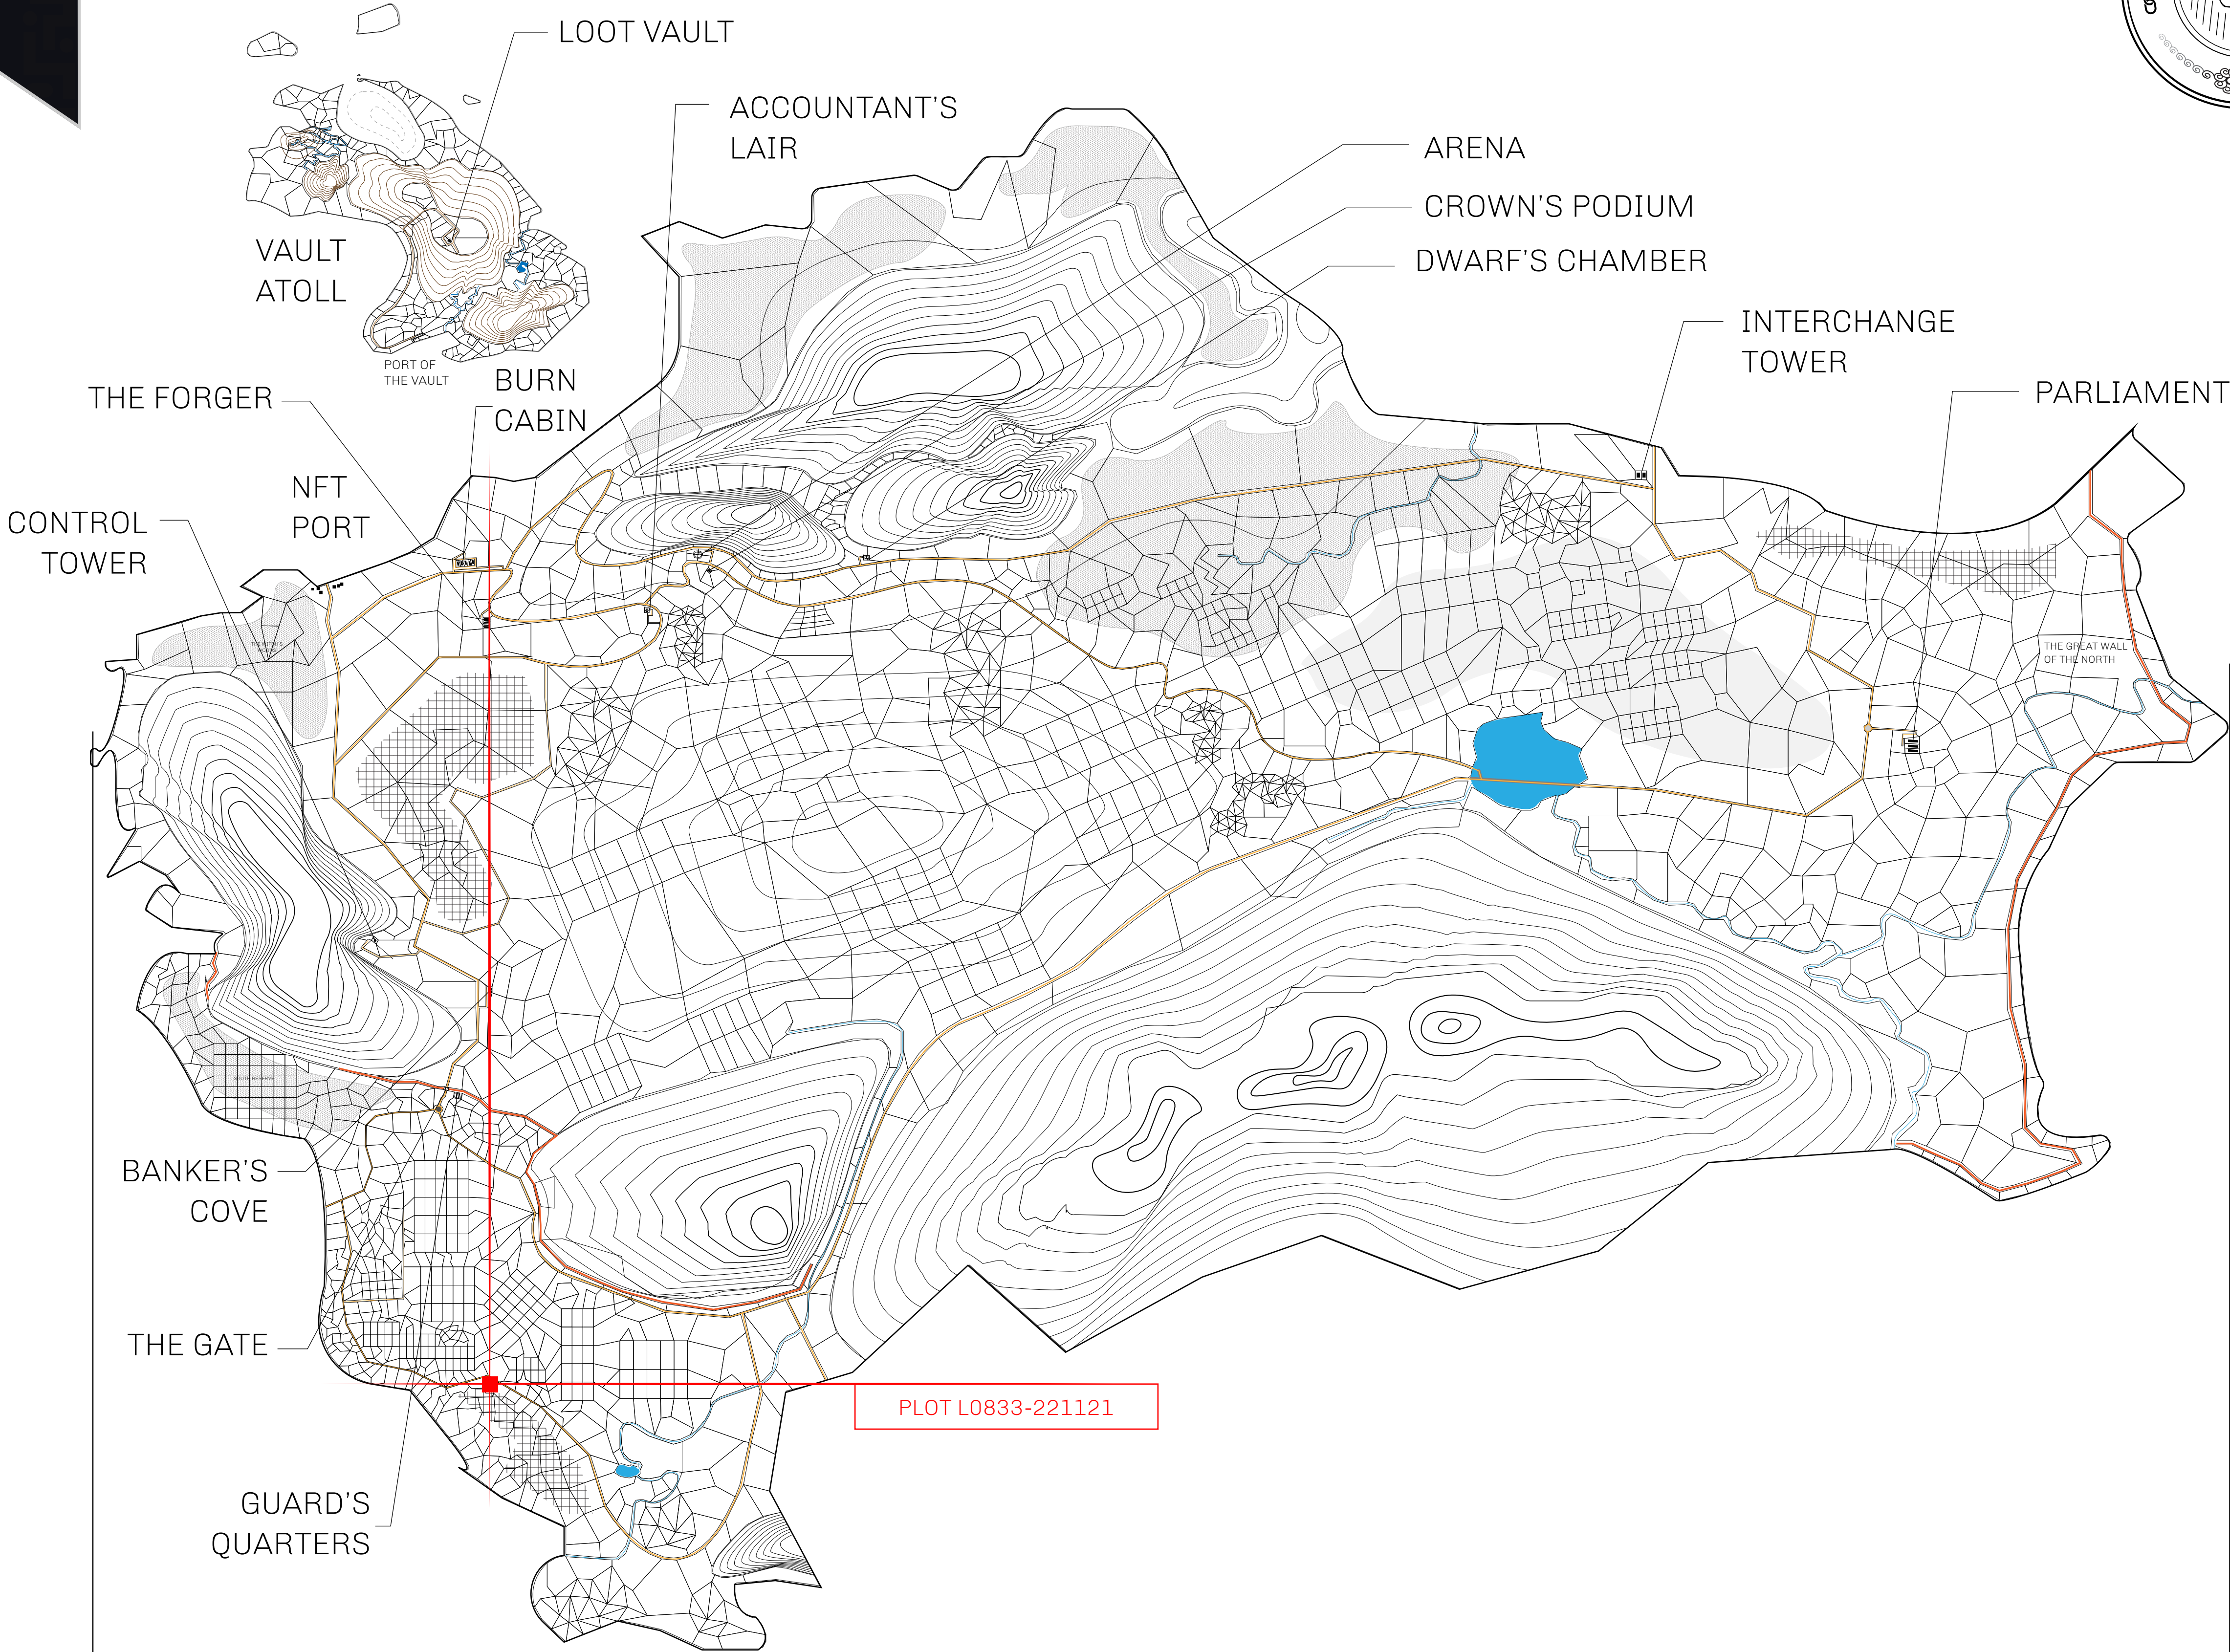 LOOT VAULT
ACCOUNTANT'S
LAIR
ARENA
CROWN'S PODIUM
DWARF'S CHAMBER
VAULT
ATOLL
INTERCHANGE
TOWER
PORT OF
THE VAULT
BURN
CABIN
THE FORGER
PARLIAMENT
NFT
PORT
CONTROL
TOWER
THE GREAT WALL
OF THE NORTH
SOUTH RESERVE
BANKER'S
COVE
THE GATE
PLOT L0833-221121
GUARD'S
QUARTERS